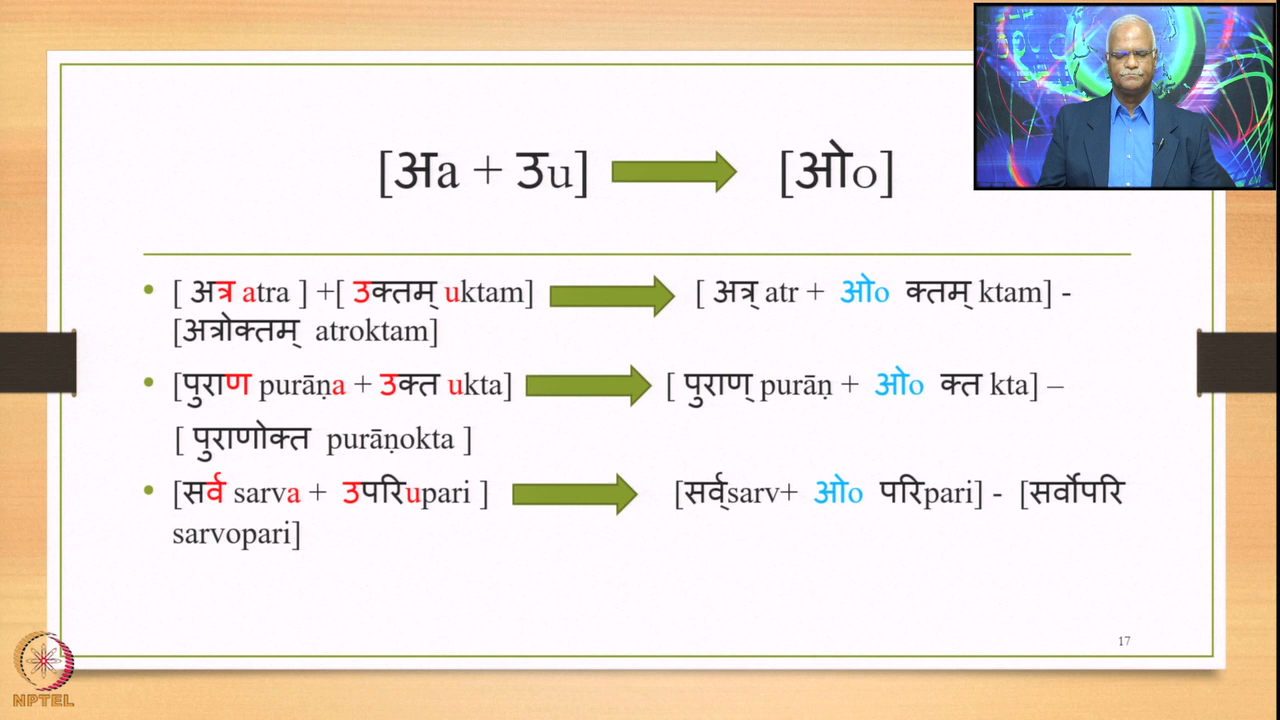 [अa + उu] [ओo]
[ अत्र atra ] +[ उक्तम् uktam] [ अत्र् atr + ओo क्तम् ktam] -
[अत्रोक्तम् atroktam]
[पुराण purāṇa + उक्त ukta] [ पुराण् purāṇ + ओo क्त kta] –
[ पुराणोक्त purāṇokta ]
[सर्व sarva + उपरिupari ] [सर्व्sarv+ ओo परिpari] - [सर्वोपरि
sarvopari]
17
NPTEL